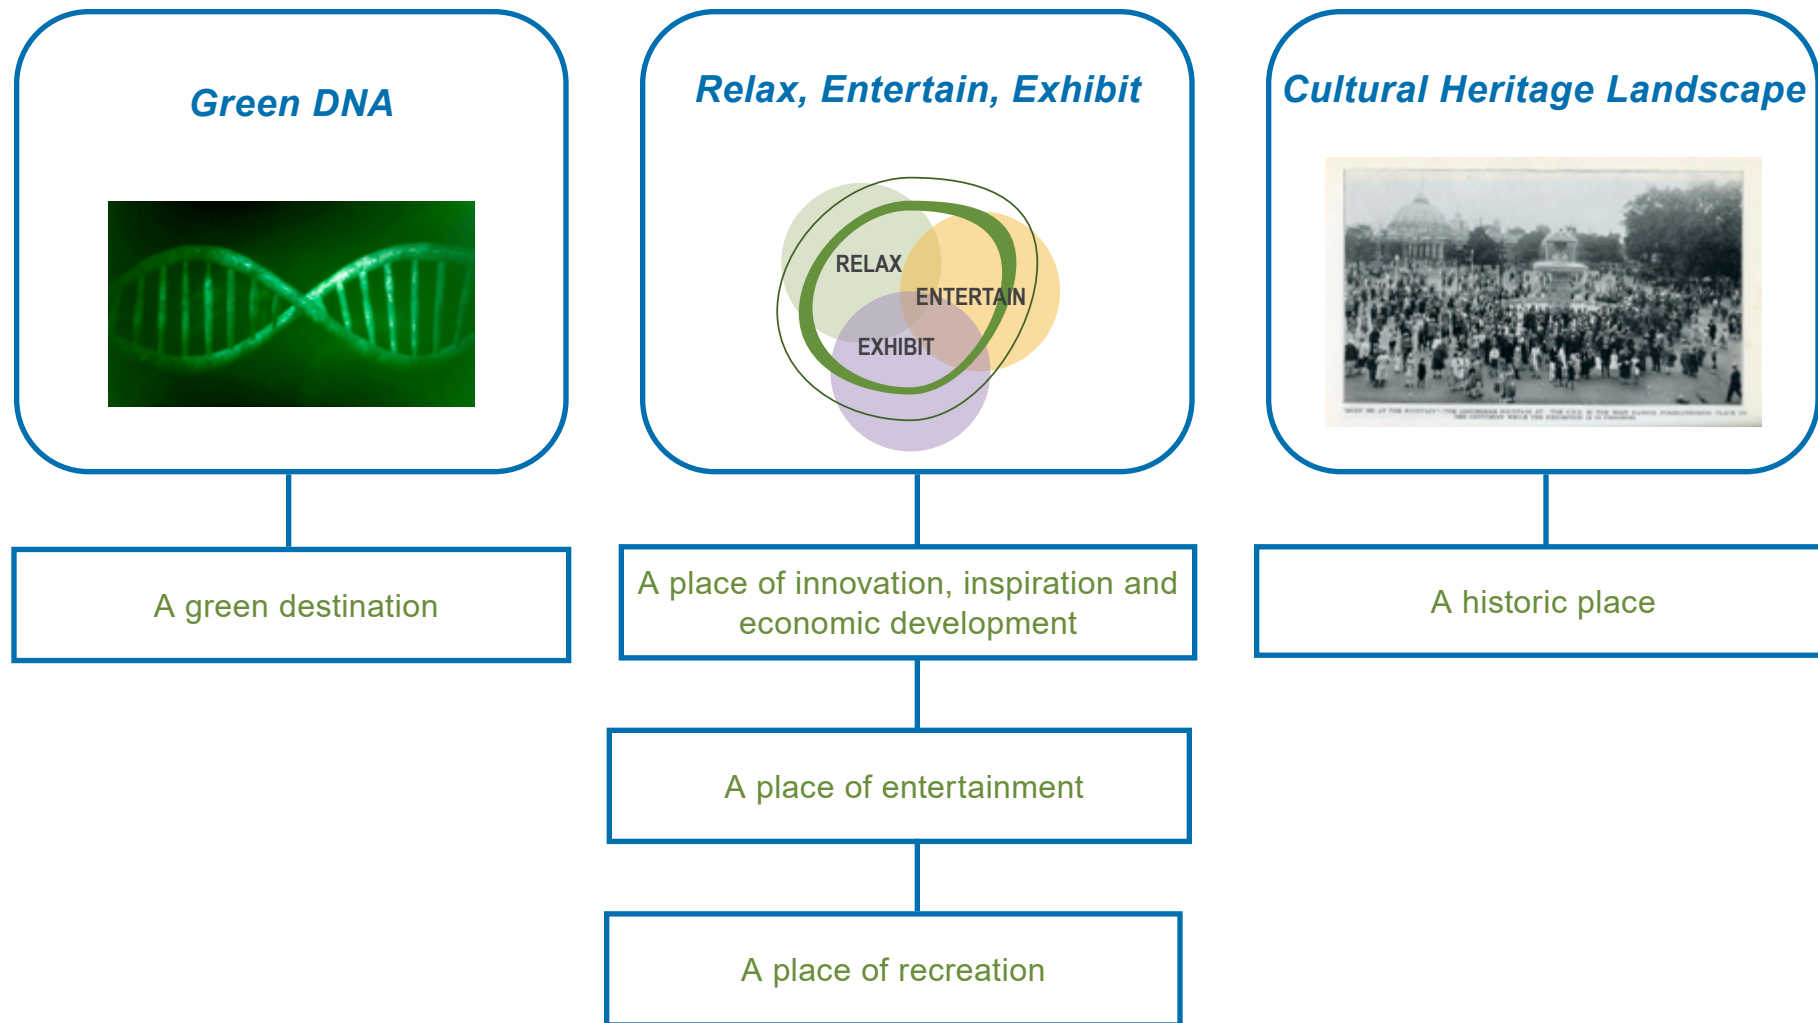 Green DNA
Relax, Entertain, Exhibit
RELAX
ENTERTAIN
EXHIBIT
Cultural Heritage Landscape
A green destination
A place of innovation, inspiration and
economic development
A place of entertainment
A place of recreation
A historic place